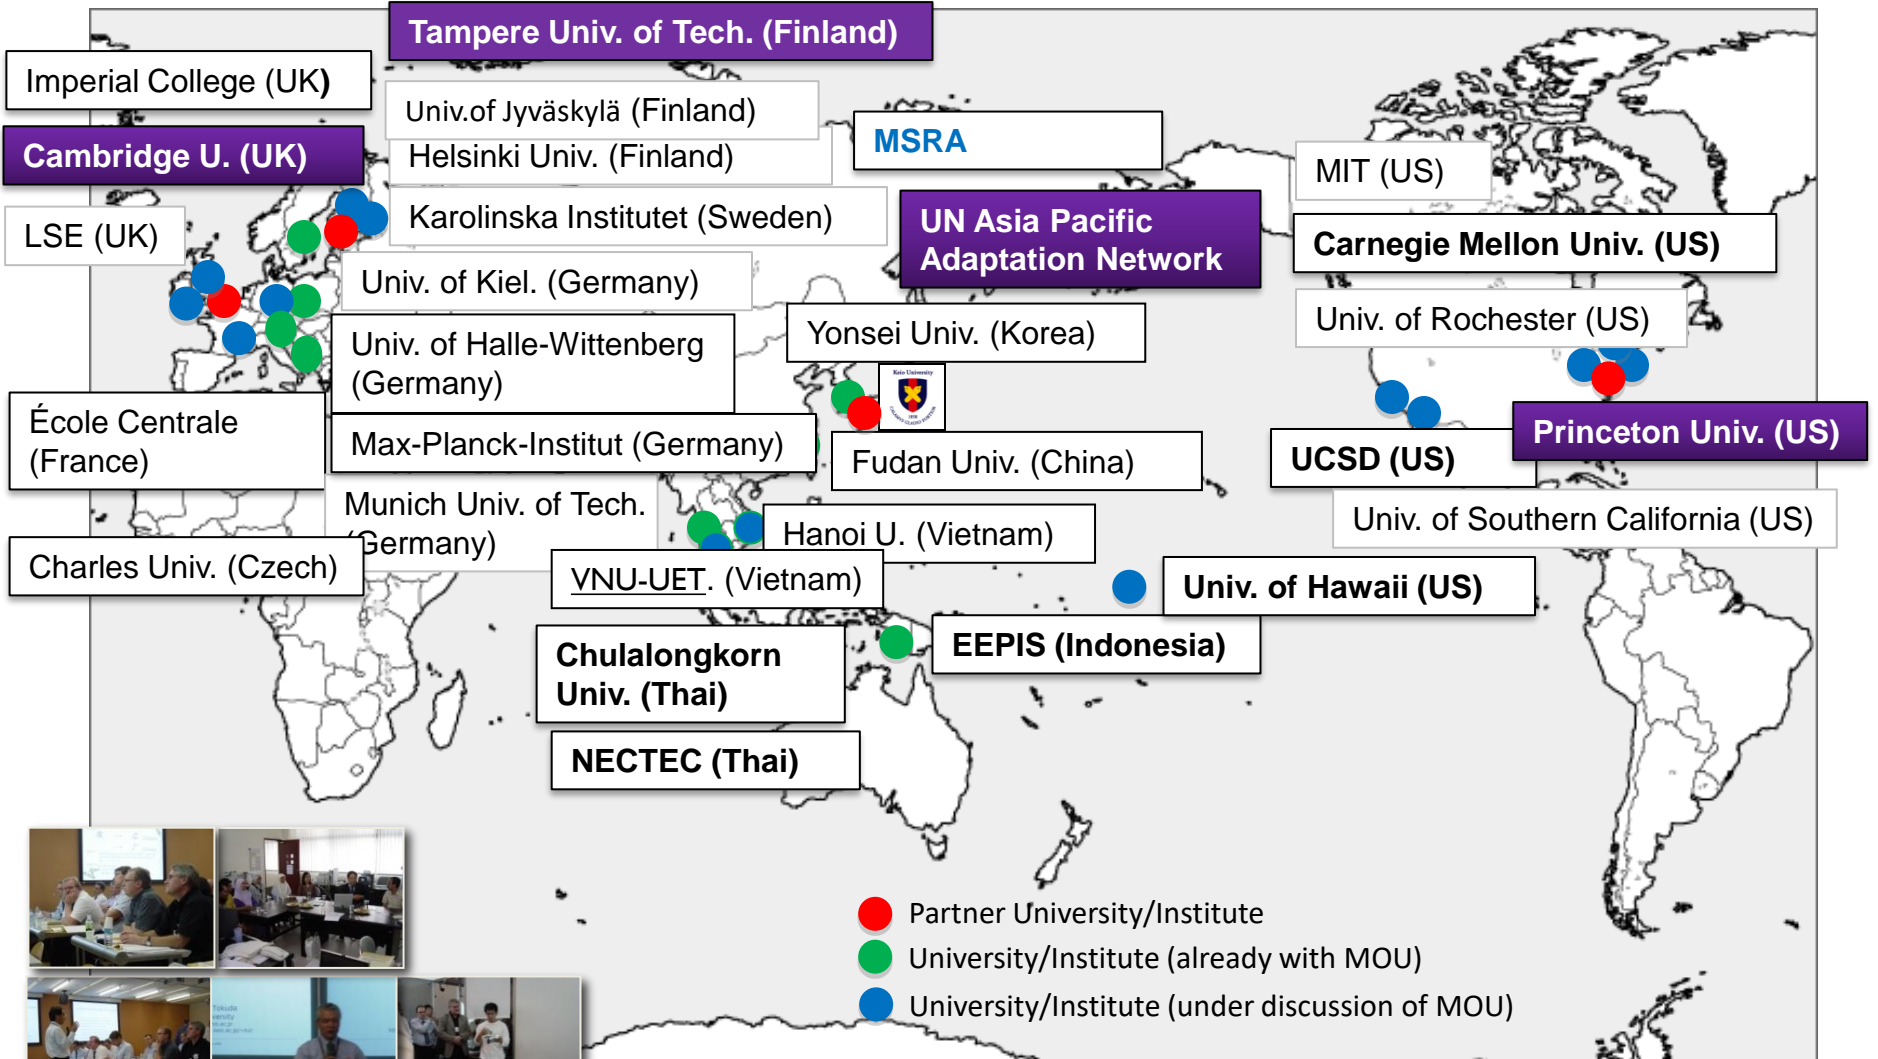 Tampere Univ. of Tech. (Finland)
Imperial College (UK)
Univ.of Jyväskylä (Finland)
MSRA
Cambridge U. (UK)
Helsinki Univ. (Finland)
MIT (US)
LSE (UK)
Karolinska Institutet (Sweden)
UN Asia Pacific
Adaptation Network
Carnegie Mellon Univ. (US)
Univ. of Kiel. (Germany)
Univ. of Rochester (US)
Yonsei Univ. (Korea)
Univ. of Halle-Wittenberg
(Germany)
Keio University
École Centrale
(France)
Max-Planck-Institut (Germany)
Fudan Univ. (China)
UCSD (US)
Princeton Univ. (US)
Munich Univ. of Tech.
(Germany)
Univ. of Southern California (US)
Hanoi U. (Vietnam)
Charles Univ. (Czech)
VNU-UET. (Vietnam)
Univ. of Hawaii (US)
EEPIS (Indonesia)
Chulalongkorn
Univ. (Thai)
NECTEC (Thai)
Partner University/Institute
University/Institute (already with MOU)
University/Institute (under discussion of MOU)
Tokuda